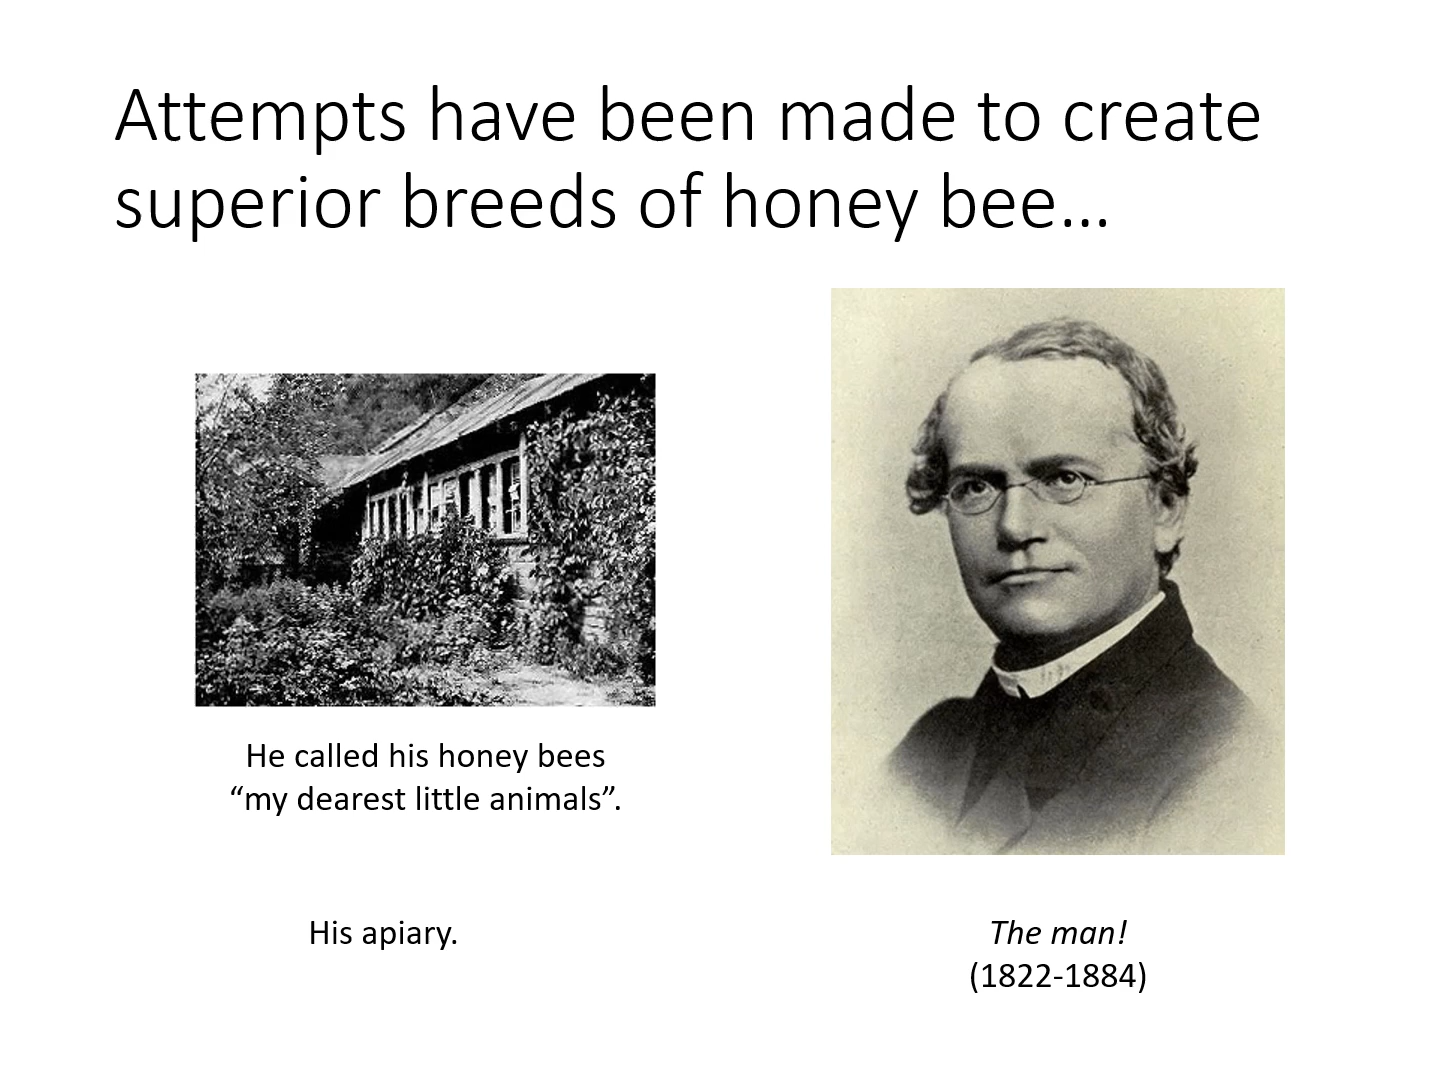 Attempts have been made to create
superior breeds of honey bee…
He called his honey bees
“my dearest little animals”.
His apiary.
The man!
(1822-1884)